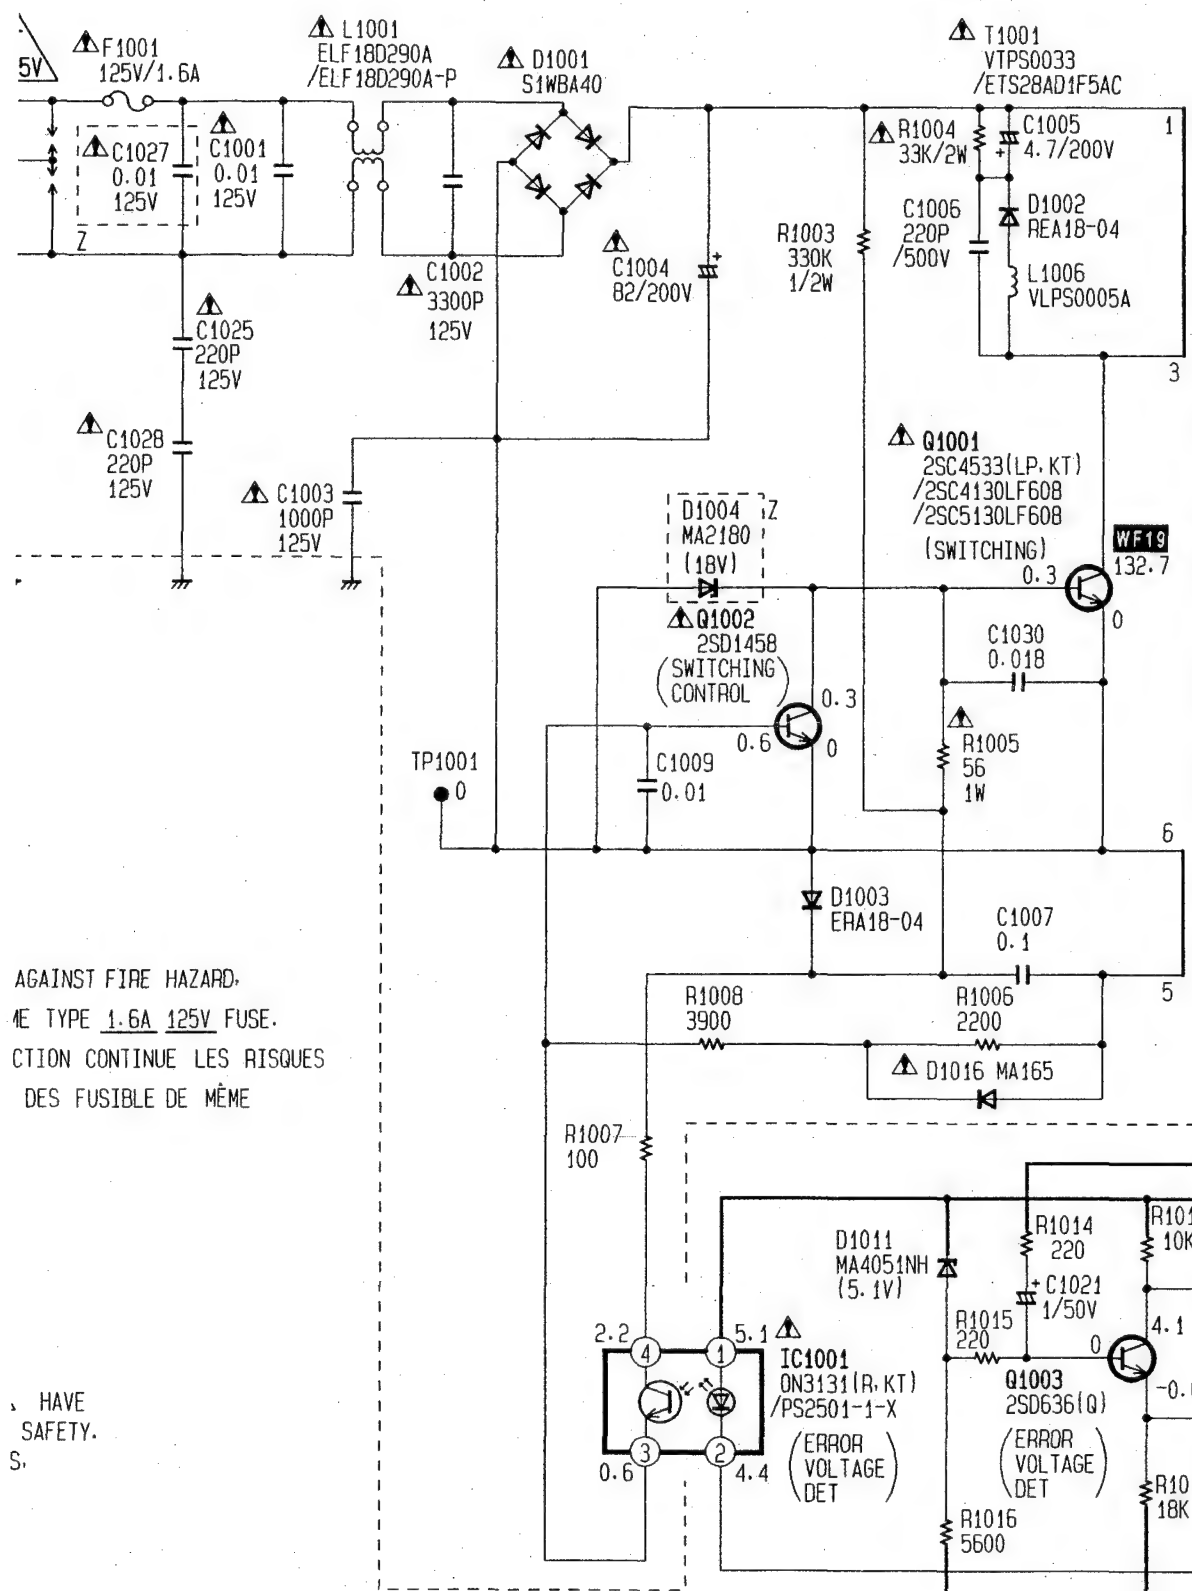 5V
F1001
125V/1.6A
L1001
ELF18D290A
/ELF18D290A-P
D1001
S1WBA40
T1001
VTPS0033
/ETS28AD1F5AC
C1027
0.01
125V
Z
C1001
0.01
125V
C1002
3300P
125V
C1004
82/200V
R1003
330K
1/2W
R1004
33K/2W
C1005
+
4.7/200V
1
C1006
220P
/500V
D1002
REA18-04
L1006
VLPS0005A
3
+
C1025
220P
125V
C1028
220P
125V
C1003
1000P
125V
Q1001
2SC4533(LP,KT)
/2SC4130LF608
/2SC5130LF608
(SWITCHING)
WF19
132.7
0.3
0
D1004
MA2180
(18V)
Z
Q1002
2SD1458
(SWITCHING
CONTROL)
0.3
0.6
0
C1030
0.018
R1005
56
1W
TP1001
0
C1009
0.01
6
D1003
ERA18-04
C1007
0.1
5
R1008
3900
R1006
2200
D1016 MA165
AGAINST FIRE HAZARD,
ME TYPE 1.6A 125V FUSE.
CTION CONTINUE LES RISQUES
DES FUSIBLE DE MÊME
R1007
100
D1011
MA4051NH
(5.1V)
R1014
220
R101
10K
+
C1021
1/50V
R1015
220
4.1
0
Q1003
2SD636(Q)
(ERROR
VOLTAGE
DET)
2.2
4
1
5.1
IC1001
ON3131(R,KT)
/PS2501-1-X
(ERROR
VOLTAGE
DET)
3
2
0.6
4.4
HAVE
SAFETY.
S,
R1016
5600
R10
18K